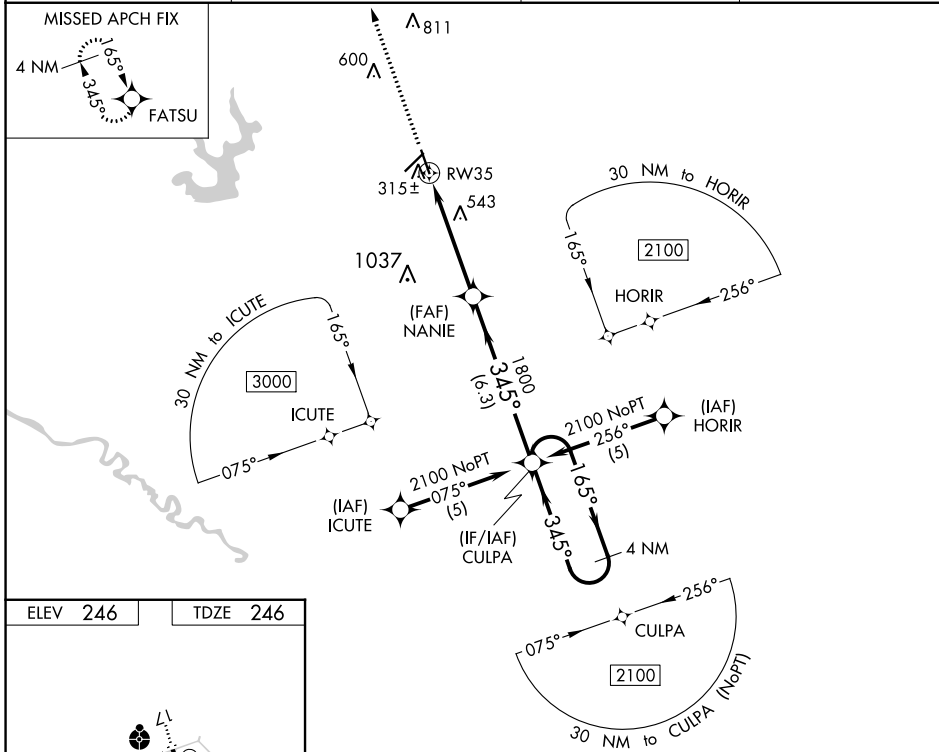 MISSED APCH FIX
4 NM
165°
345°
FATSU
811
600
RW35
315±
543
1037
(FAF)
NANIE
30 NM to HORIR
165°
2100
HORIR
256°
30 NM to ICUTE
165°
3000
ICUTE
075°
1800
345°
(6.3)
2100 NoPT
256°
(5)
(IAF)
HORIR
2100 NoPT
075°
(5)
(IAF)
ICUTE
(IF/IAF)
CULPA
165°
345°
4 NM
256°
075°
CULPA
2100
30 NM to CULPA (NoPT)
ELEV 246
TDZE 246
17